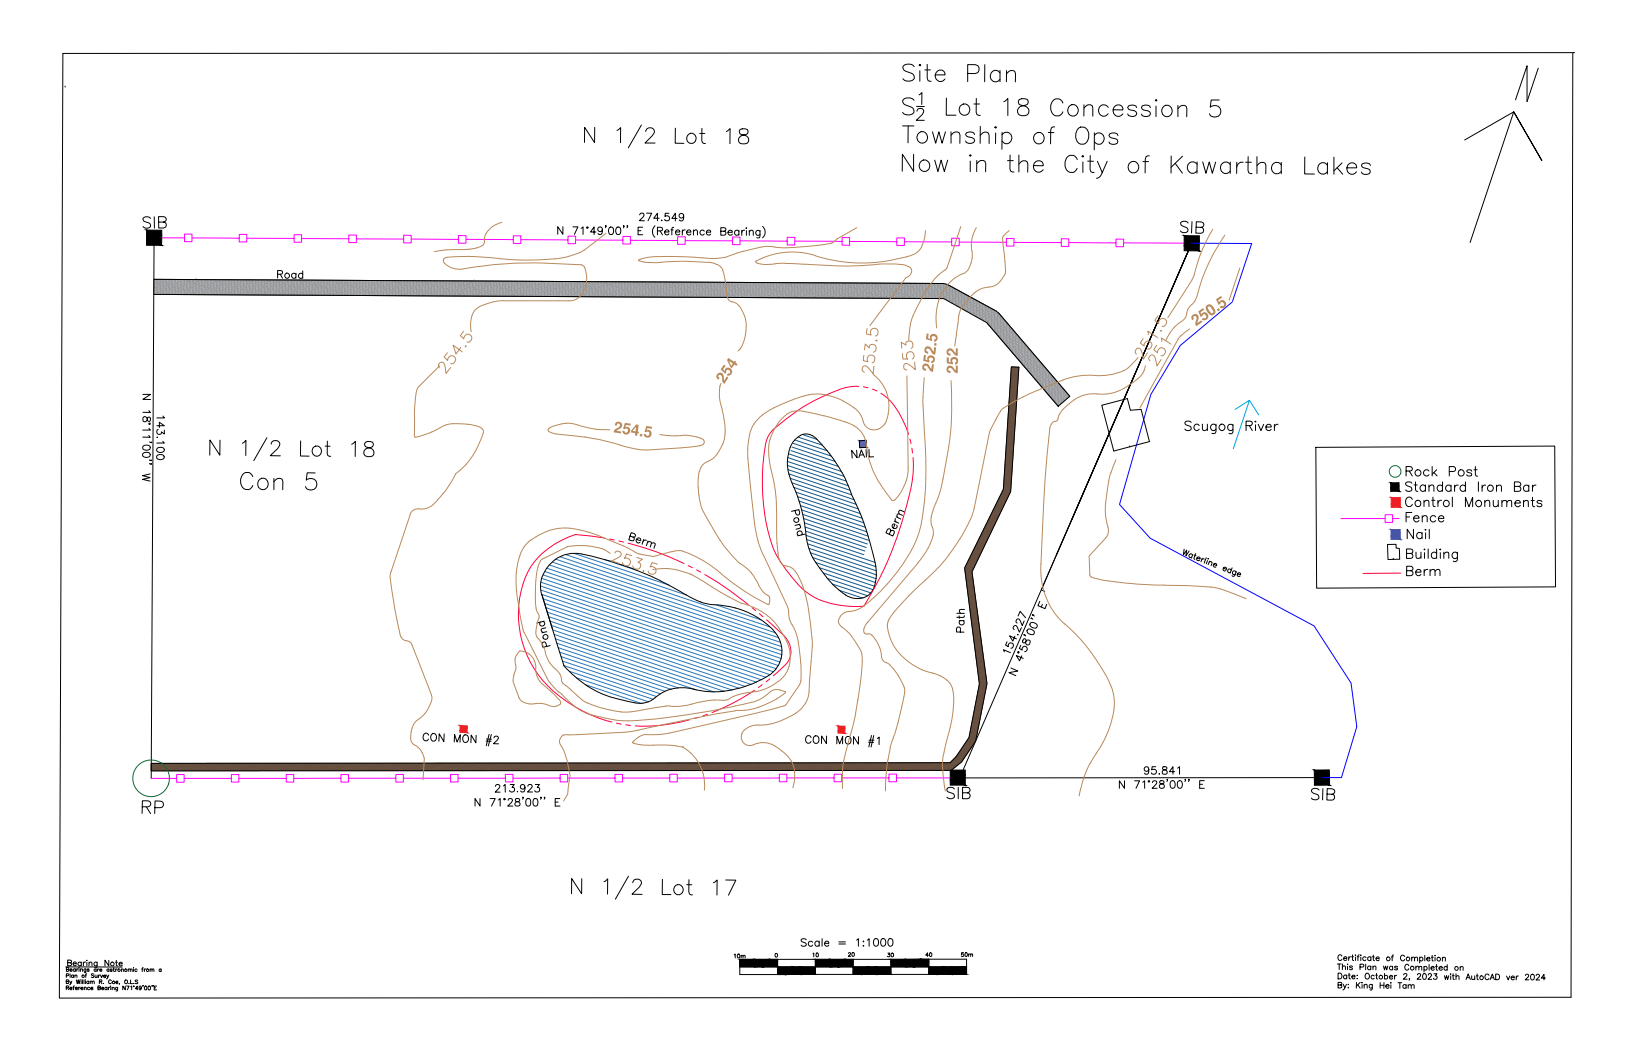 Site Plan
S1/2 Lot 18 Concession 5
Township of Ops
Now in the City of Kawartha Lakes
N
N 1/2 Lot 18
SIB
274.549
N 71°49'00'' E (Reference Bearing)
SIB
Road
254.5
254
253.5
253
252.5
252
251.5
251
250.5
N 18°11'00'' W
143.100
N 1/2 Lot 18
Con 5
254.5
NAIL
Scugog River
Rock Post
Standard Iron Bar
Control Monuments
Fence
Nail
Building
Berm
Pond
Berm
Berm
253.5
Waterline edge
Pond
Path
154.227
N 4°58'00'' E
CON MON #2
CON MON #1
RP
213.923
N 71°28'00'' E
SIB
95.841
N 71°28'00'' E
SIB
N 1/2 Lot 17
Scale = 1:1000
10m 0 10 20 30 40 50m
Bearing Note
Bearings are astronomic from a
Plan of Survey
By William R. Coe, O.L.S
Reference Bearing N71°49'00"E
Certificate of Completion
This Plan was Completed on
Date: October 2, 2023 with AutoCAD ver 2024
By: King Hei Tam